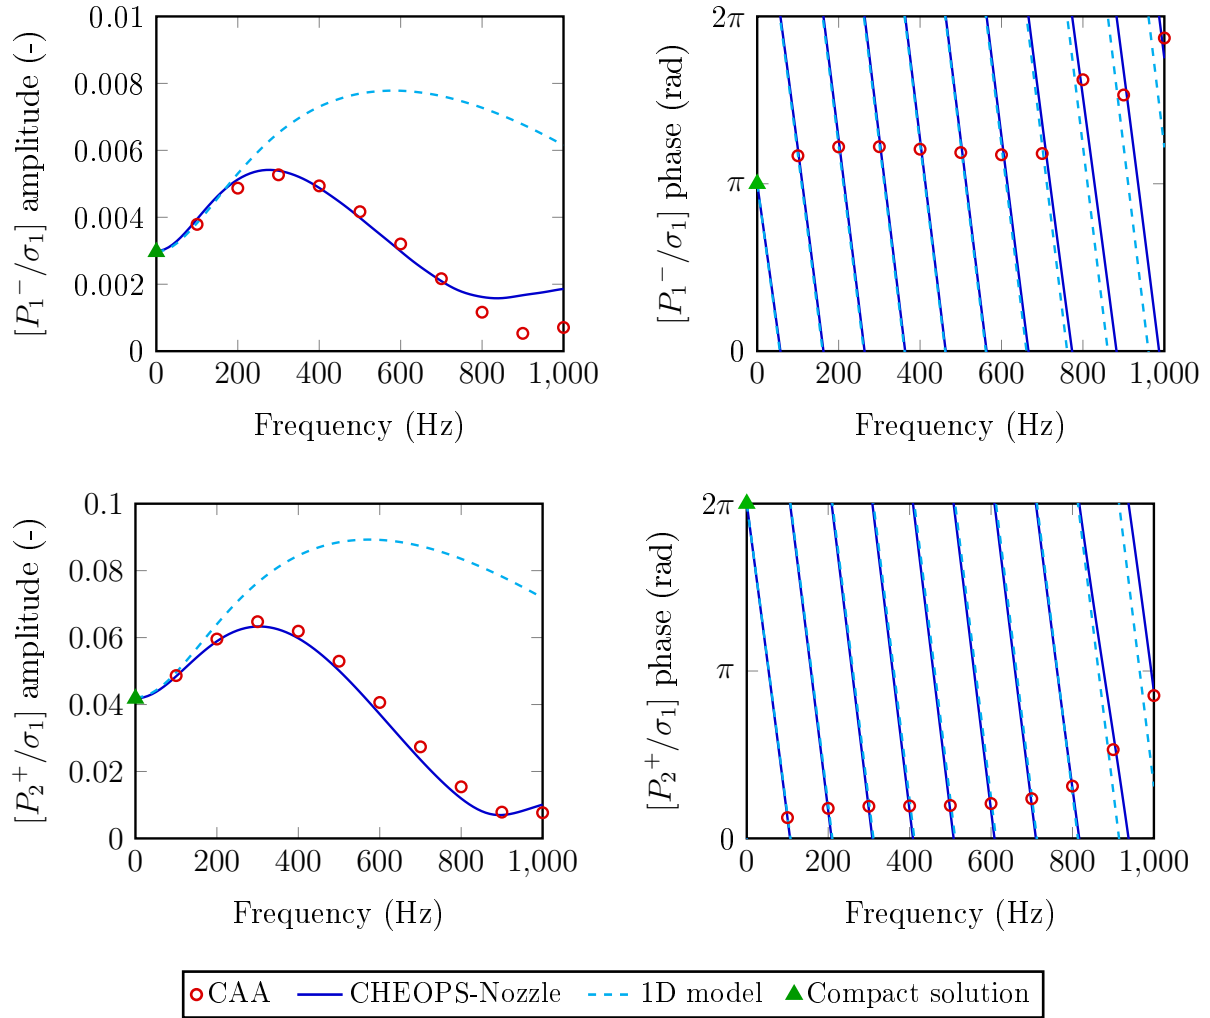 0.01
0.008
0.006
0.004
0.002
0
[P₁⁻/σ₁] amplitude (-)
0 200 400 600 800 1,000
Frequency (Hz)
2π
π
0
[P₁⁻/σ₁] phase (rad)
0 200 400 600 800 1,000
Frequency (Hz)
0.1
0.08
0.06
0.04
0.02
0
[P₂⁺/σ₁] amplitude (-)
0 200 400 600 800 1,000
Frequency (Hz)
2π
π
0
[P₂⁺/σ₁] phase (rad)
0 200 400 600 800 1,000
Frequency (Hz)
CAA CHEOPS-Nozzle 1D model Compact solution